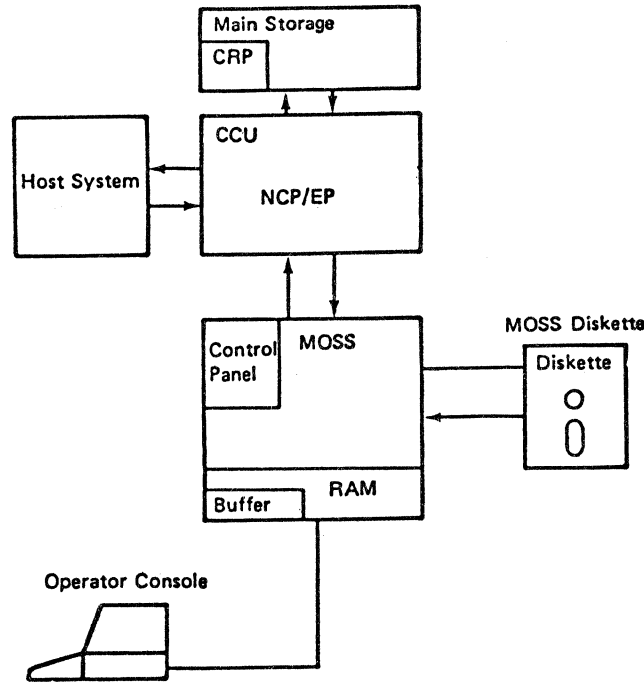 Main Storage
CRP
CCU
Host System
NCP/EP
MOSS Diskette
Control
Panel
MOSS
Diskette
RAM
Buffer
Operator Console